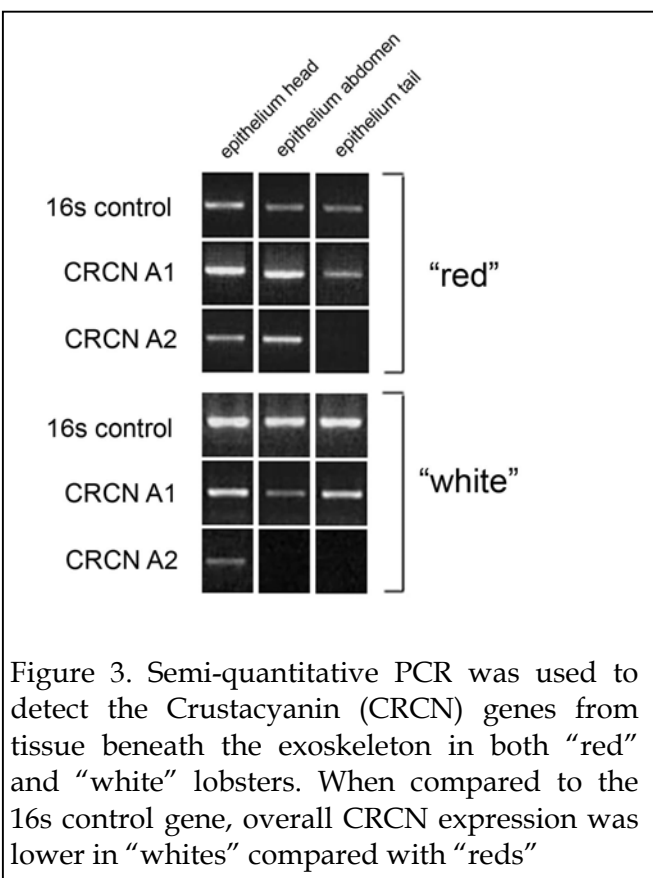 epithelium head
epithelium abdomen
epithelium tail
16s control
CRCN A1
CRCN A2
“red”
16s control
CRCN A1
CRCN A2
“white”
Figure 3. Semi-quantitative PCR was used to
detect the Crustacyanin (CRCN) genes from
tissue beneath the exoskeleton in both “red”
and “white” lobsters. When compared to the
16s control gene, overall CRCN expression was
lower in “whites” compared with “reds”